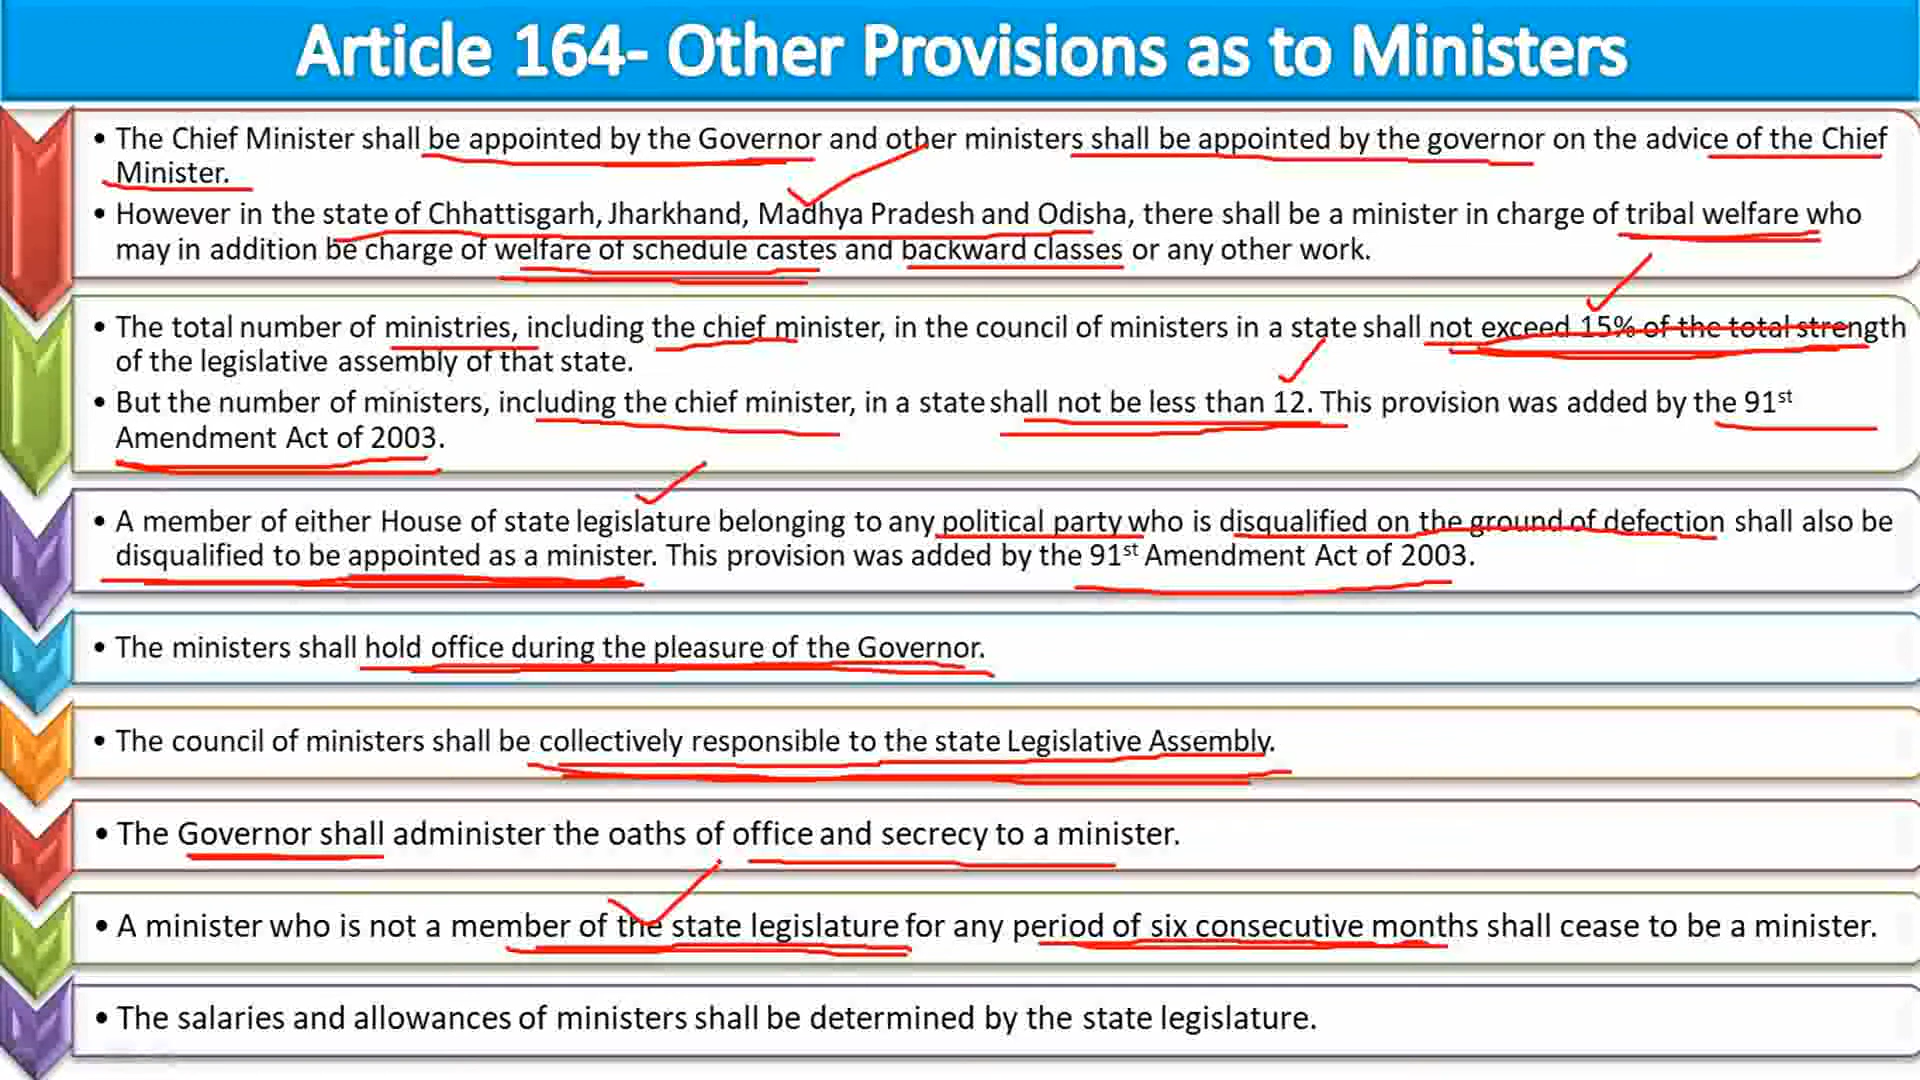 Article 164- Other Provisions as to Ministers
• The Chief Minister shall be appointed by the Governor and other ministers shall be appointed by the governor on the advice of the Chief
Minister.
• However in the state of Chhattisgarh, Jharkhand, Madhya Pradesh and Odisha, there shall be a minister in charge of tribal welfare who
may in addition be charge of welfare of schedule castes and backward classes or any other work.
• The total number of ministries, including the chief minister, in the council of ministers in a state shall not exceed 15% of the total strength
of the legislative assembly of that state.
• But the number of ministers, including the chief minister, in a state shall not be less than 12. This provision was added by the 91st
Amendment Act of 2003.
• A member of either House of state legislature belonging to any political party who is disqualified on the ground of defection shall also be
disqualified to be appointed as a minister. This provision was added by the 91st Amendment Act of 2003.
• The ministers shall hold office during the pleasure of the Governor.
• The council of ministers shall be collectively responsible to the state Legislative Assembly.
• The Governor shall administer the oaths of office and secrecy to a minister.
• A minister who is not a member of the state legislature for any period of six consecutive months shall cease to be a minister.
• The salaries and allowances of ministers shall be determined by the state legislature.